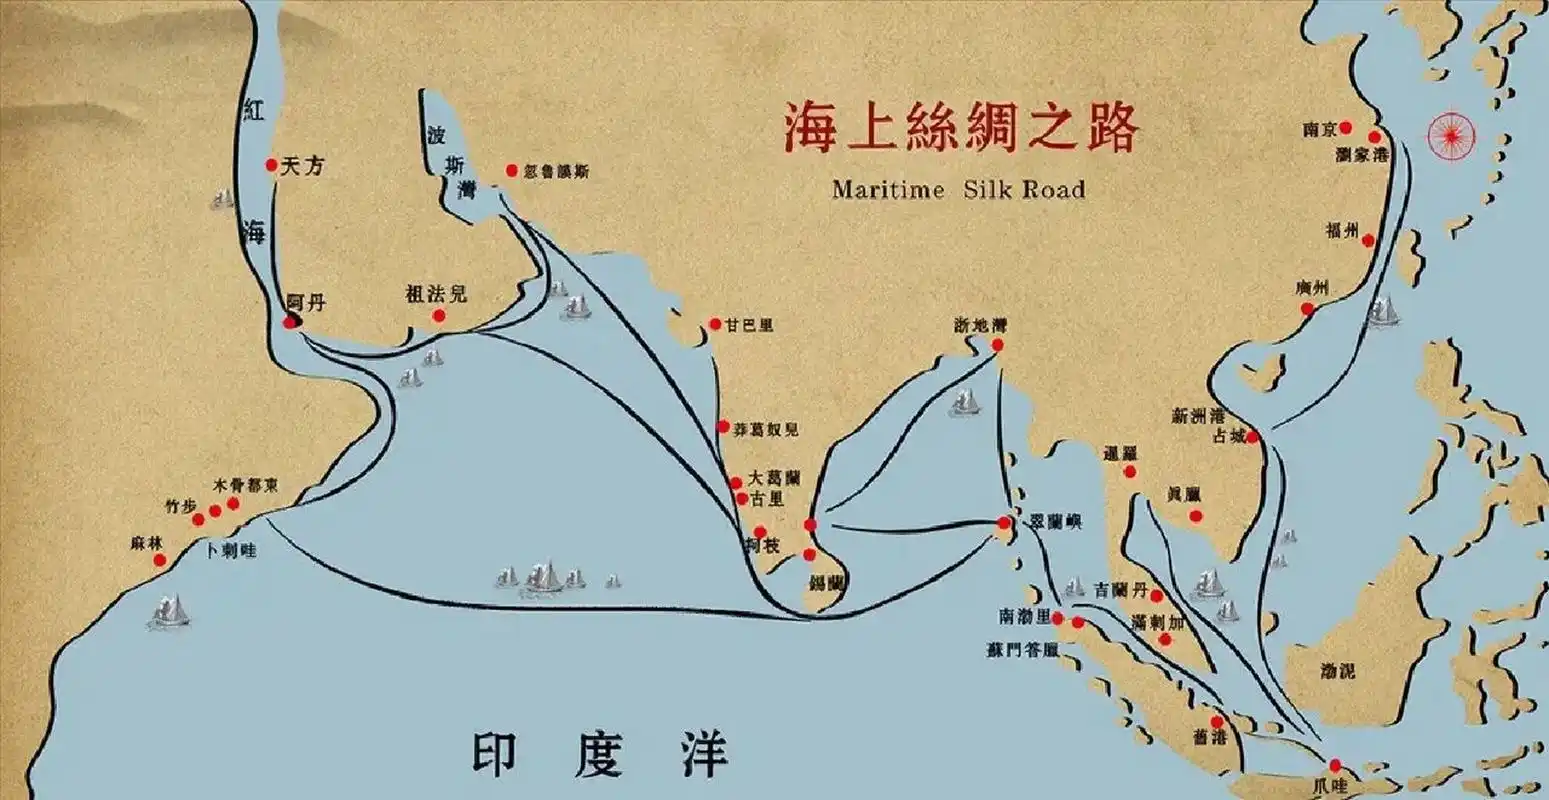 海上絲綢之路
Maritime Silk Road
紅海
天方
阿丹
波斯灣
忽魯謨斯
祖法兒
甘巴里
莽葛奴兒
大葛蘭
古里
柯枝
錫蘭
浙地灣
翠蘭嶼
南京
瀏家港
福州
廣州
新洲港
占城
暹羅
眞臘
吉蘭丹
滿剌加
南渤里
蘇門答臘
渤泥
舊港
爪哇
木骨都東
竹步
卜剌哇
麻林
印度洋